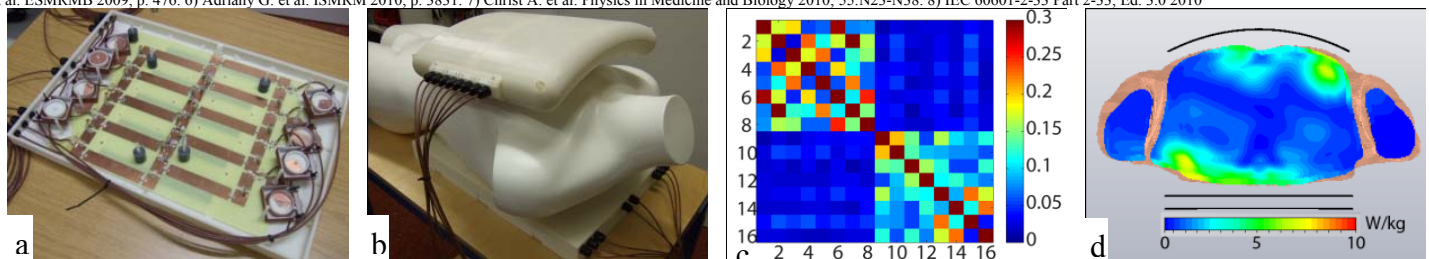 al. ESMRMB 2009, p. 476. 6) Adriany G. et al. ISMRM 2010, p. 3831. 7) Christ A. et al. Physics in Medicine and Biology 2010, 55:N23-N38. 8) IEC 60601-2-33 Part 2-33, Ed. 3.0 2010
a
b
2
4
6
8
10
12
14
16
2 4 6 8 10 12 14 16
0.3
0.25
0.2
0.15
0.1
0.05
0
c
W/kg
0 5 10
d